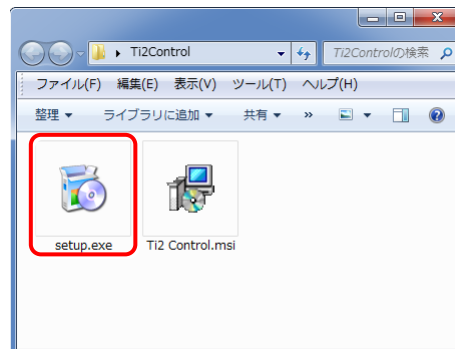 Ti2Control
Ti2Controlの検索
ファイル(F) 編集(E) 表示(V) ツール(T) ヘルプ(H)
整理 ライブラリに追加 共有 »
setup.exe Ti2 Control.msi